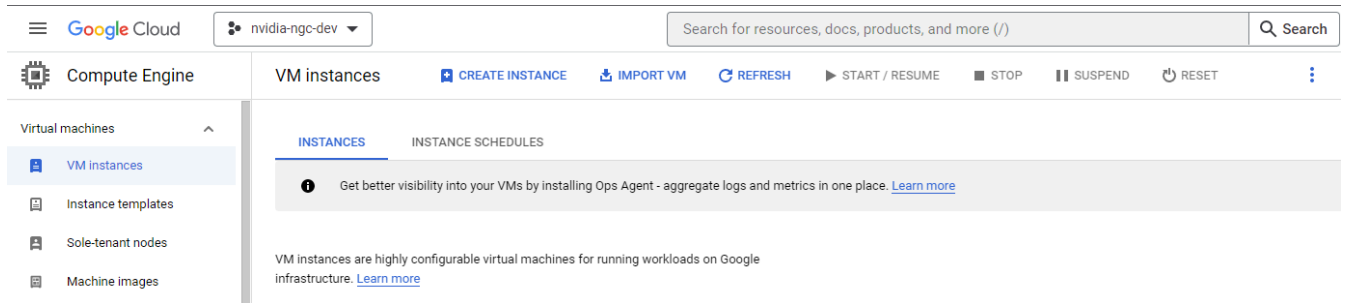 Google Cloud nvidia-ngc-dev Search for resources, docs, products, and more (/) Search
Compute Engine VM instances CREATE INSTANCE IMPORT VM REFRESH START / RESUME STOP SUSPEND RESET
Virtual machines
INSTANCES INSTANCE SCHEDULES
VM instances
Get better visibility into your VMs by installing Ops Agent - aggregate logs and metrics in one place. Learn more
Instance templates
Sole-tenant nodes
VM instances are highly configurable virtual machines for running workloads on Google
infrastructure. Learn more
Machine images